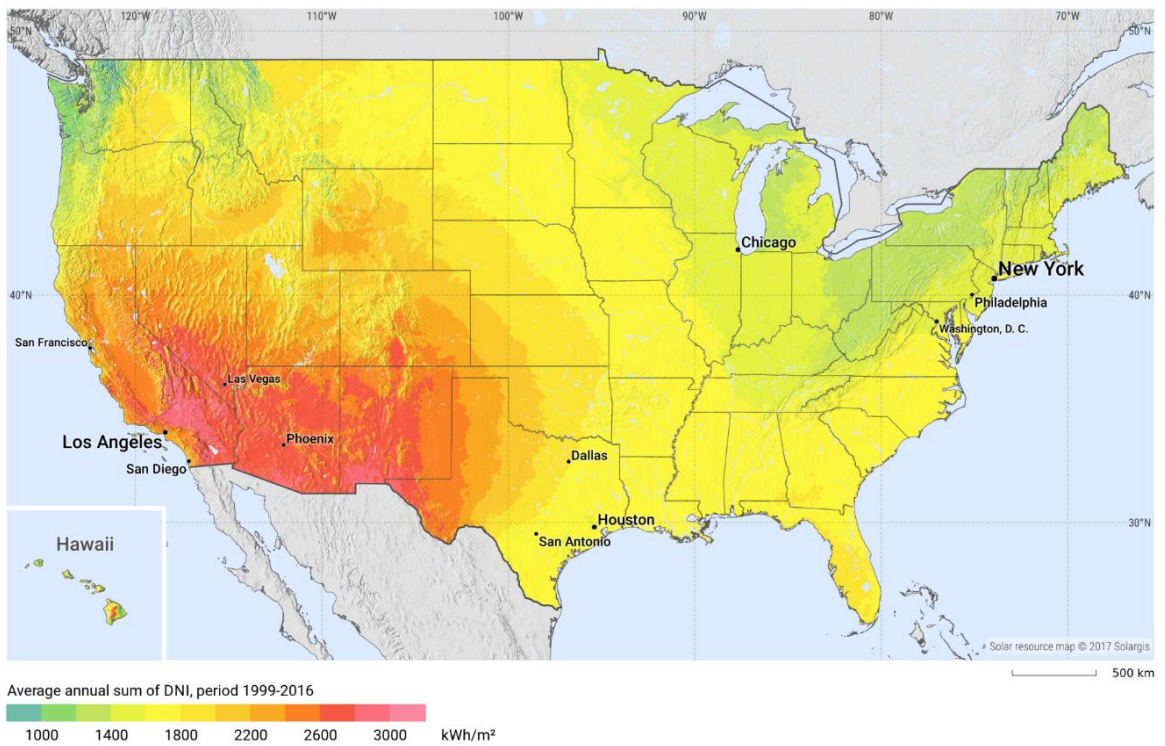 120°W 110°W 100°W 90°W 80°W 70°W
50°N 50°N
Chicago
New York
40°N 40°N
Philadelphia
Washington, D. C.
San Francisco
Las Vegas
Los Angeles
Phoenix
San Diego
Dallas
Houston
30°N 30°N
San Antonio
Hawaii
Solar resource map © 2017 Solargis
500 km
Average annual sum of DNI, period 1999-2016
1000 1400 1800 2200 2600 3000 kWh/m²